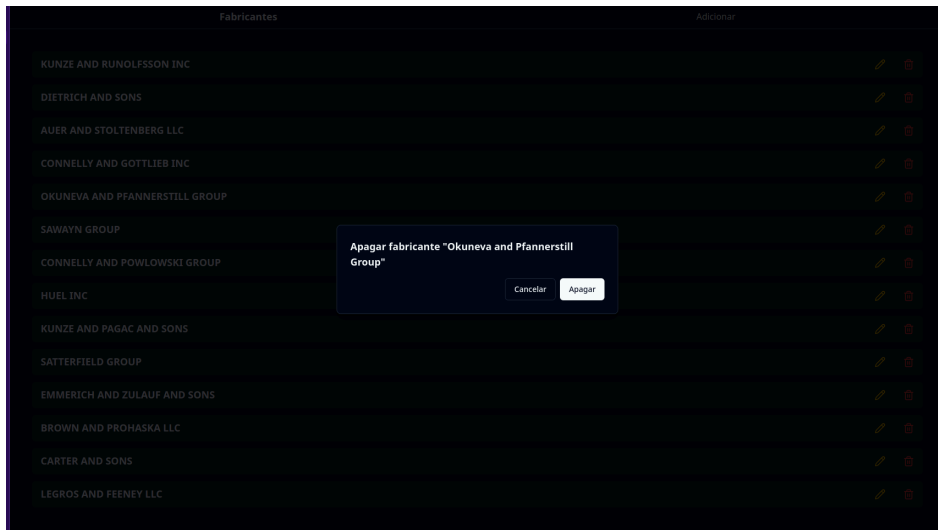 Fabricantes
Adicionar
KUNZE AND RUNOLFSSON INC
DIETRICH AND SONS
AUER AND STOLTENBERG LLC
CONNELLY AND GOTTLIEB INC
OKUNEVA AND PFANNERSTILL GROUP
SAWAYN GROUP
CONNELLY AND POWLOWSKI GROUP
HUEL INC
KUNZE AND PAGAC AND SONS
SATTERFIELD GROUP
EMMERICH AND ZULAUF AND SONS
BROWN AND PROHASKA LLC
CARTER AND SONS
LEGROS AND FEENEY LLC
Apagar fabricante "Okuneva and Pfannerstill
Group"
Cancelar
Apagar